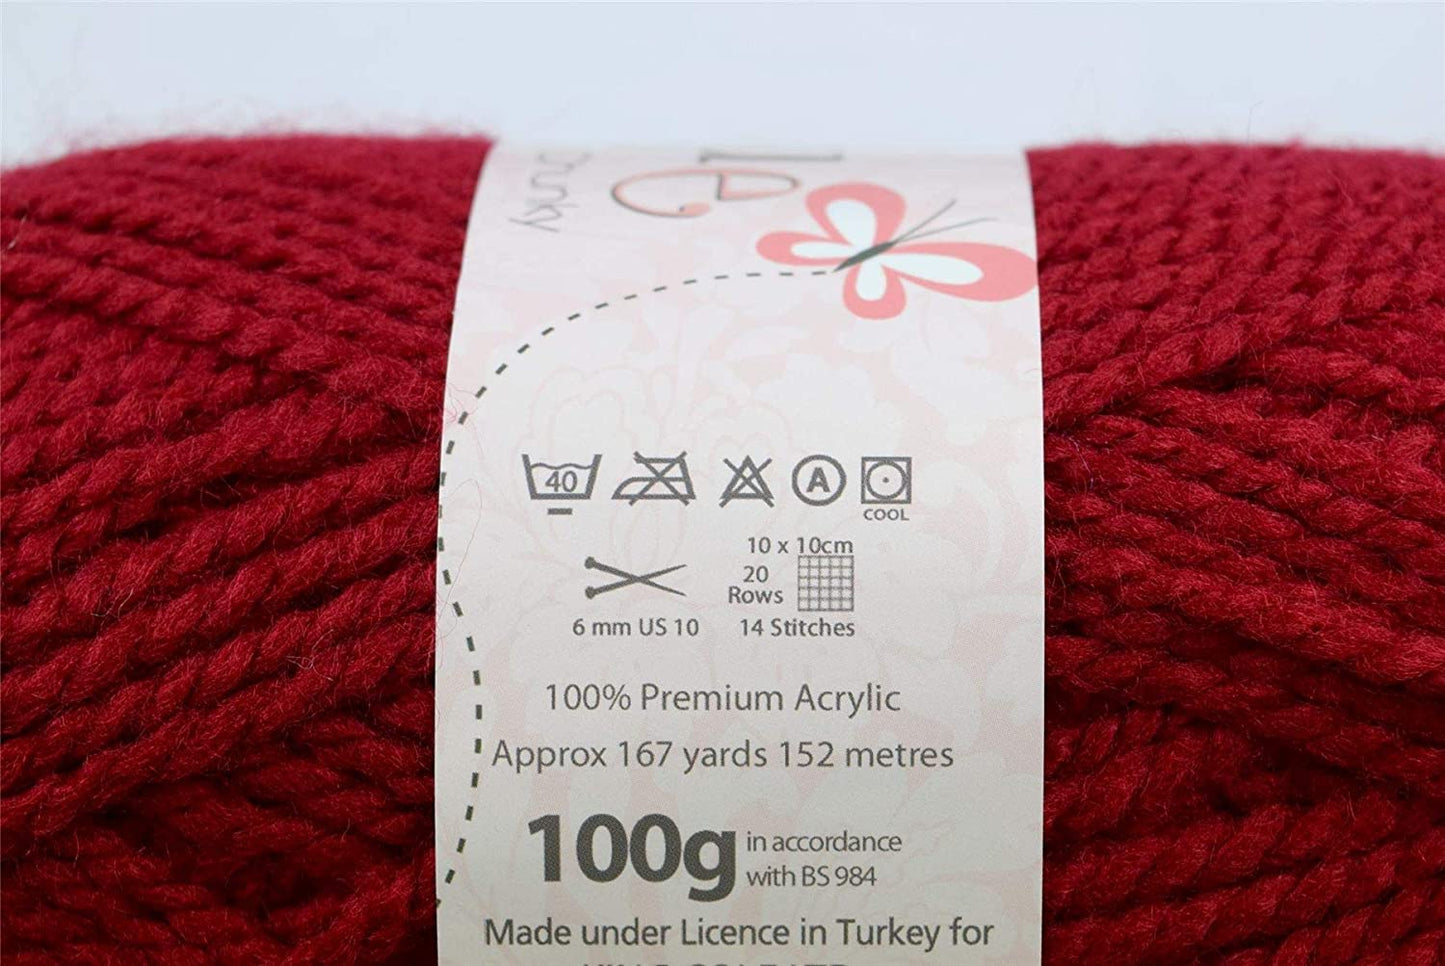 Chunky
40
A
COOL
10 x 10cm
20
Rows
6 mm US 10
14 Stitches
100% Premium Acrylic
Approx 167 yards 152 metres
100g in accordance
with BS 984
Made under Licence in Turkey for